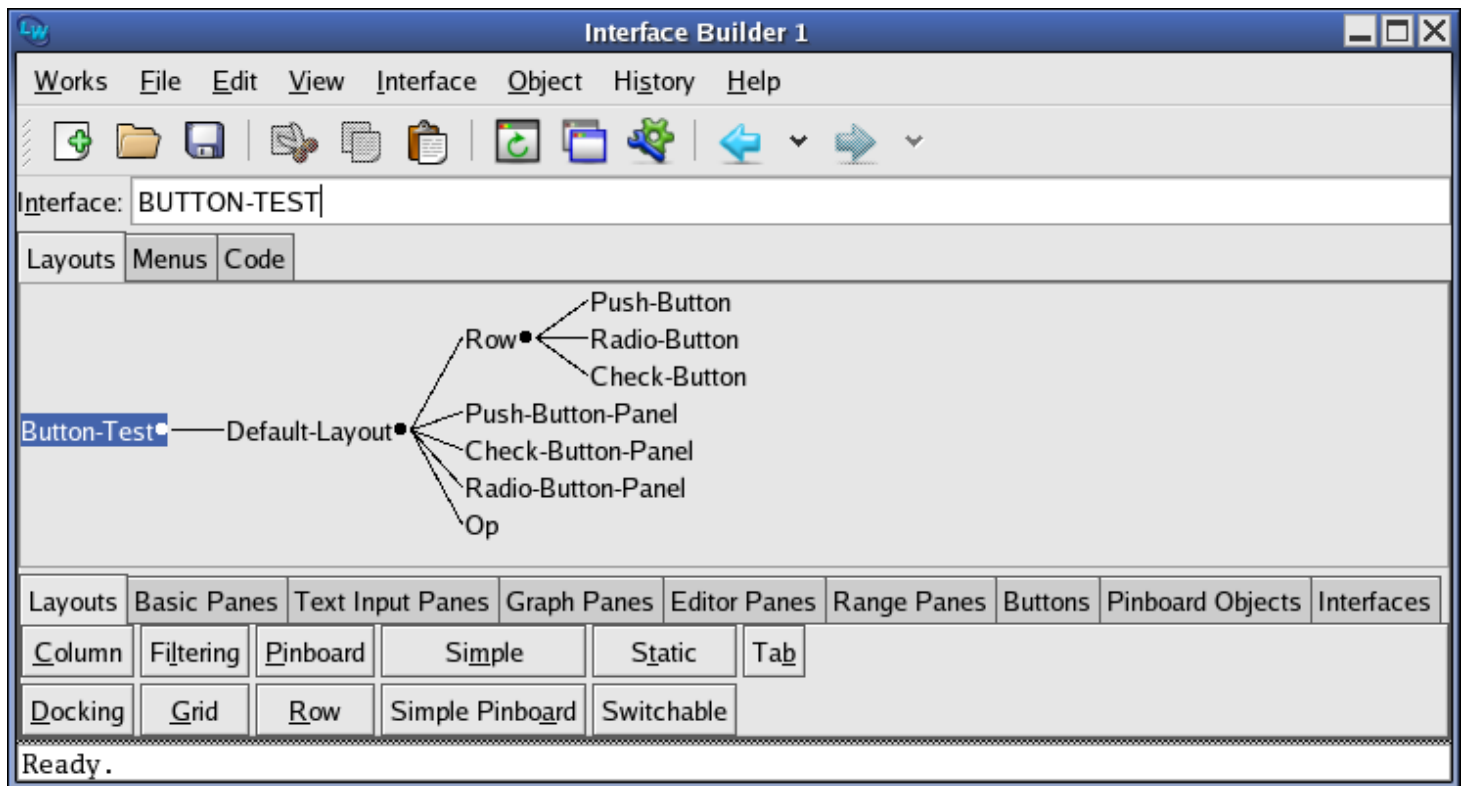 LW Interface Builder 1
Works File Edit View Interface Object History Help
Interface: BUTTON-TEST
Layouts Menus Code
Push-Button
Row Radio-Button
Check-Button
Push-Button-Panel
Button-Test Default-Layout
Check-Button-Panel
Radio-Button-Panel
Op
Layouts Basic Panes Text Input Panes Graph Panes Editor Panes Range Panes Buttons Pinboard Objects Interfaces
Column Filtering Pinboard Simple Static Tab
Docking Grid Row Simple Pinboard Switchable
Ready.